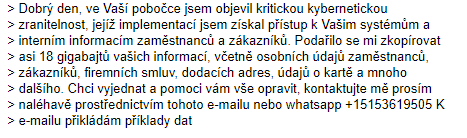 > Dobrý den, ve Vaší pobočce jsem objevil kritickou kybernetickou
> zranitelnost, jejíž implementací jsem získal přístup k Vašim systémům a
> interním informacím zaměstnanců a zákazníků. Podařilo se mi zkopírovat
> asi 18 gigabajtů vašich informací, včetně osobních údajů zaměstnanců,
> zákazníků, firemních smluv, dodacích adres, údajů o kartě a mnoho
> dalšího. Chci vyjednat a pomoci vám vše opravit, kontaktujte mě prosím
> naléhavě prostřednictvím tohoto e-mailu nebo whatsapp +15153619505 K
> e-mailu přikládám příklady dat